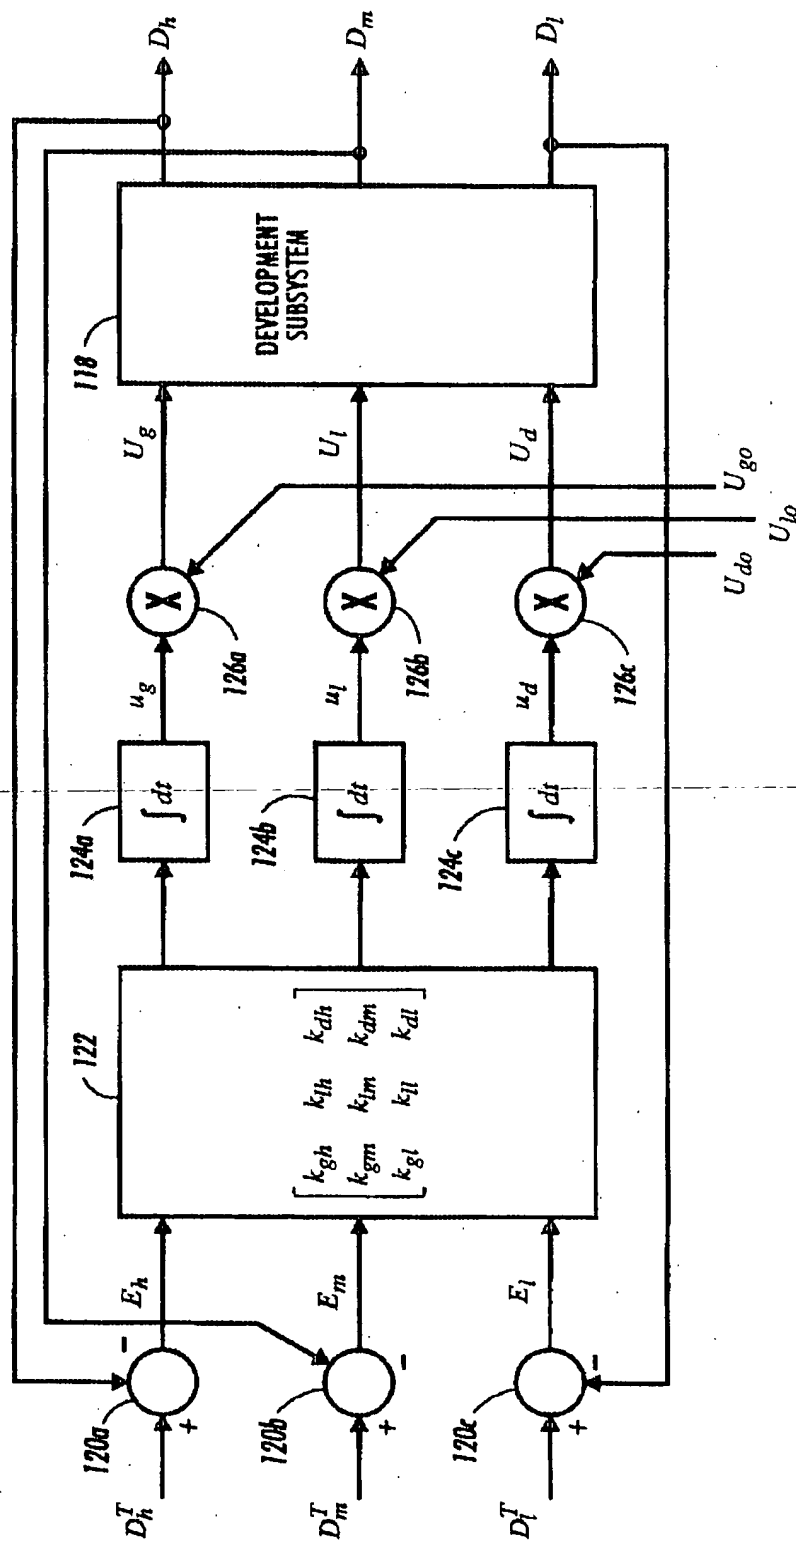 D_h^T
D_m^T
D_l^T
120a
120b
120c
+
+
+
-
-
-
E_h
E_m
E_l
122
k_gh k_lh k_dh
k_gm k_lm k_dm
k_gl k_ll k_dl
124a
∫dt
124b
∫dt
124c
∫dt
u_g
u_l
u_d
126a
X
126b
X
126c
X
U_do
U_lo
U_go
U_g
U_l
U_d
118
DEVELOPMENT
SUBSYSTEM
D_h
D_m
D_l